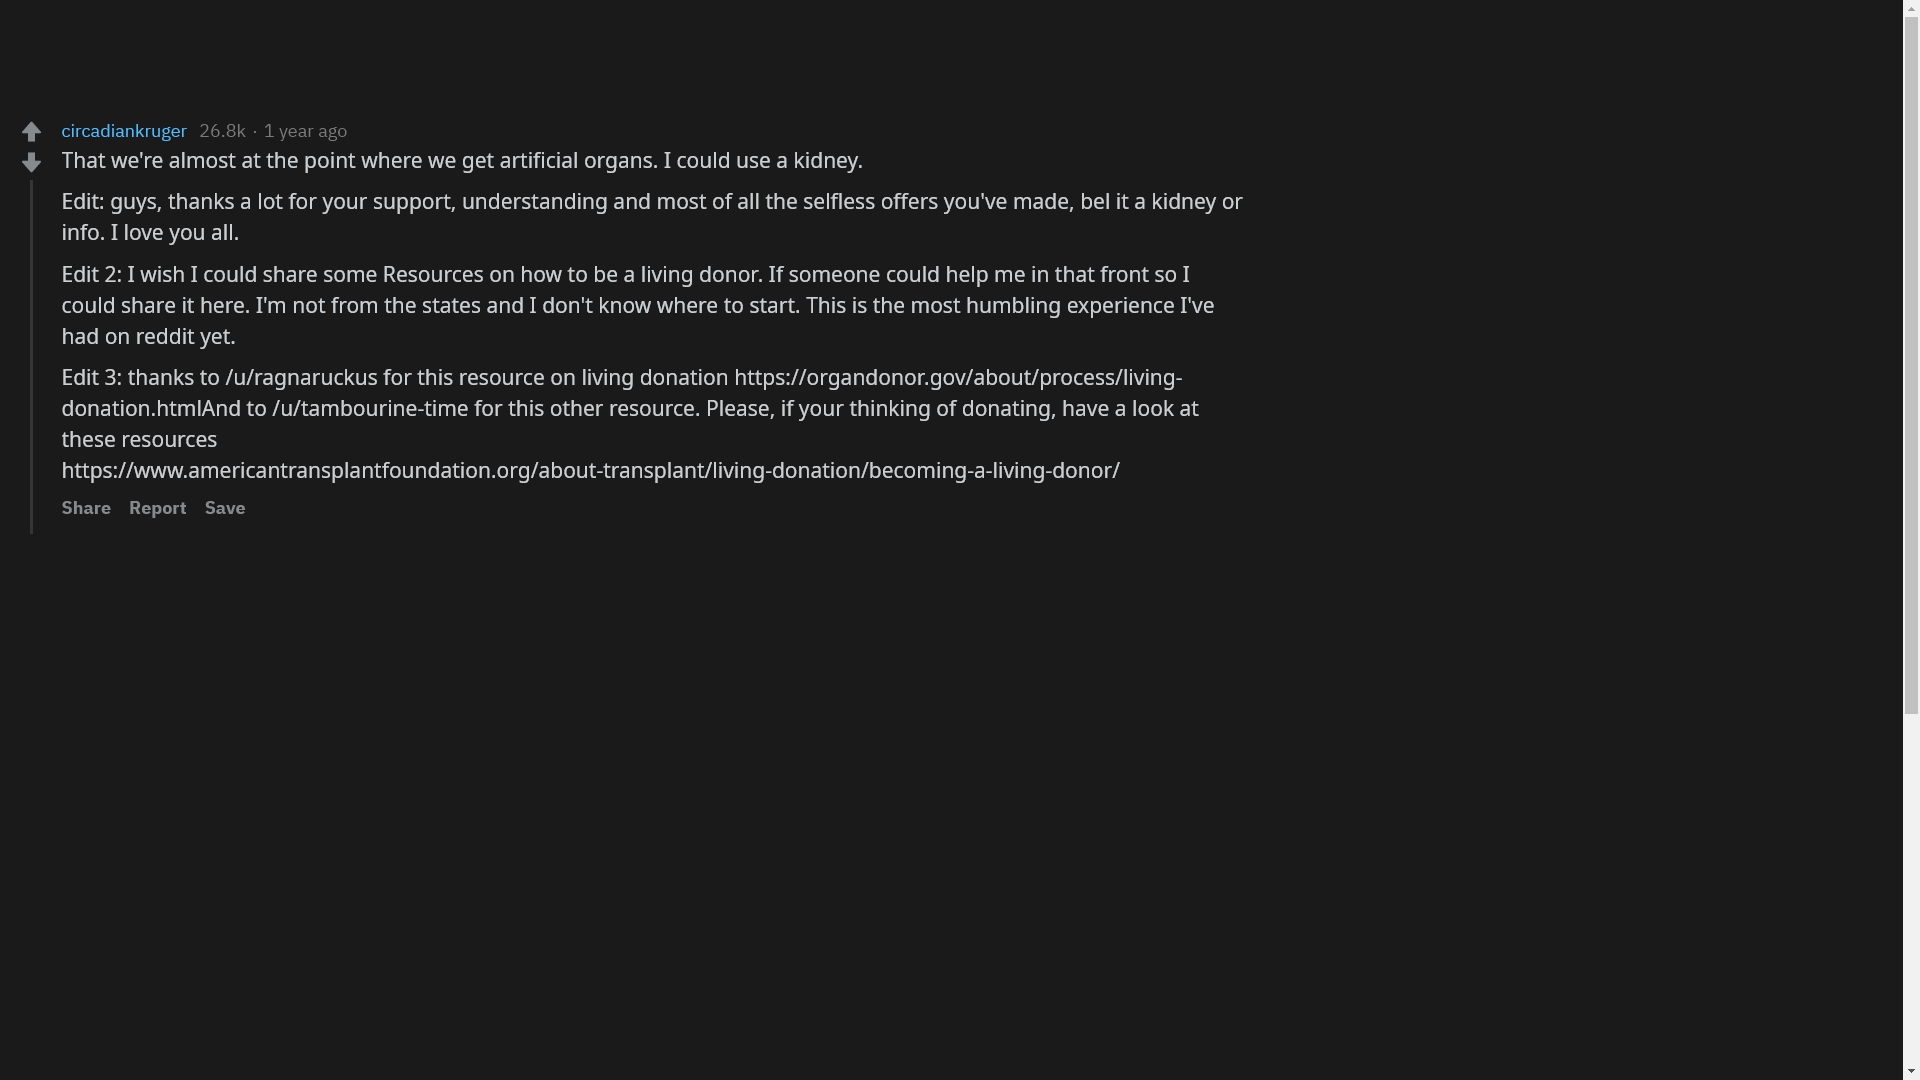 circadiankruger 26.8k · 1 year ago
That we're almost at the point where we get artificial organs. I could use a kidney.
Edit: guys, thanks a lot for your support, understanding and most of all the selfless offers you've made, bel it a kidney or
info. I love you all.
Edit 2: I wish I could share some Resources on how to be a living donor. If someone could help me in that front so I
could share it here. I'm not from the states and I don't know where to start. This is the most humbling experience I've
had on reddit yet.
Edit 3: thanks to /u/ragnaruckus for this resource on living donation https://organdonor.gov/about/process/living-
donation.htmlAnd to /u/tambourine-time for this other resource. Please, if your thinking of donating, have a look at
these resources
https://www.americantransplantfoundation.org/about-transplant/living-donation/becoming-a-living-donor/
Share Report Save